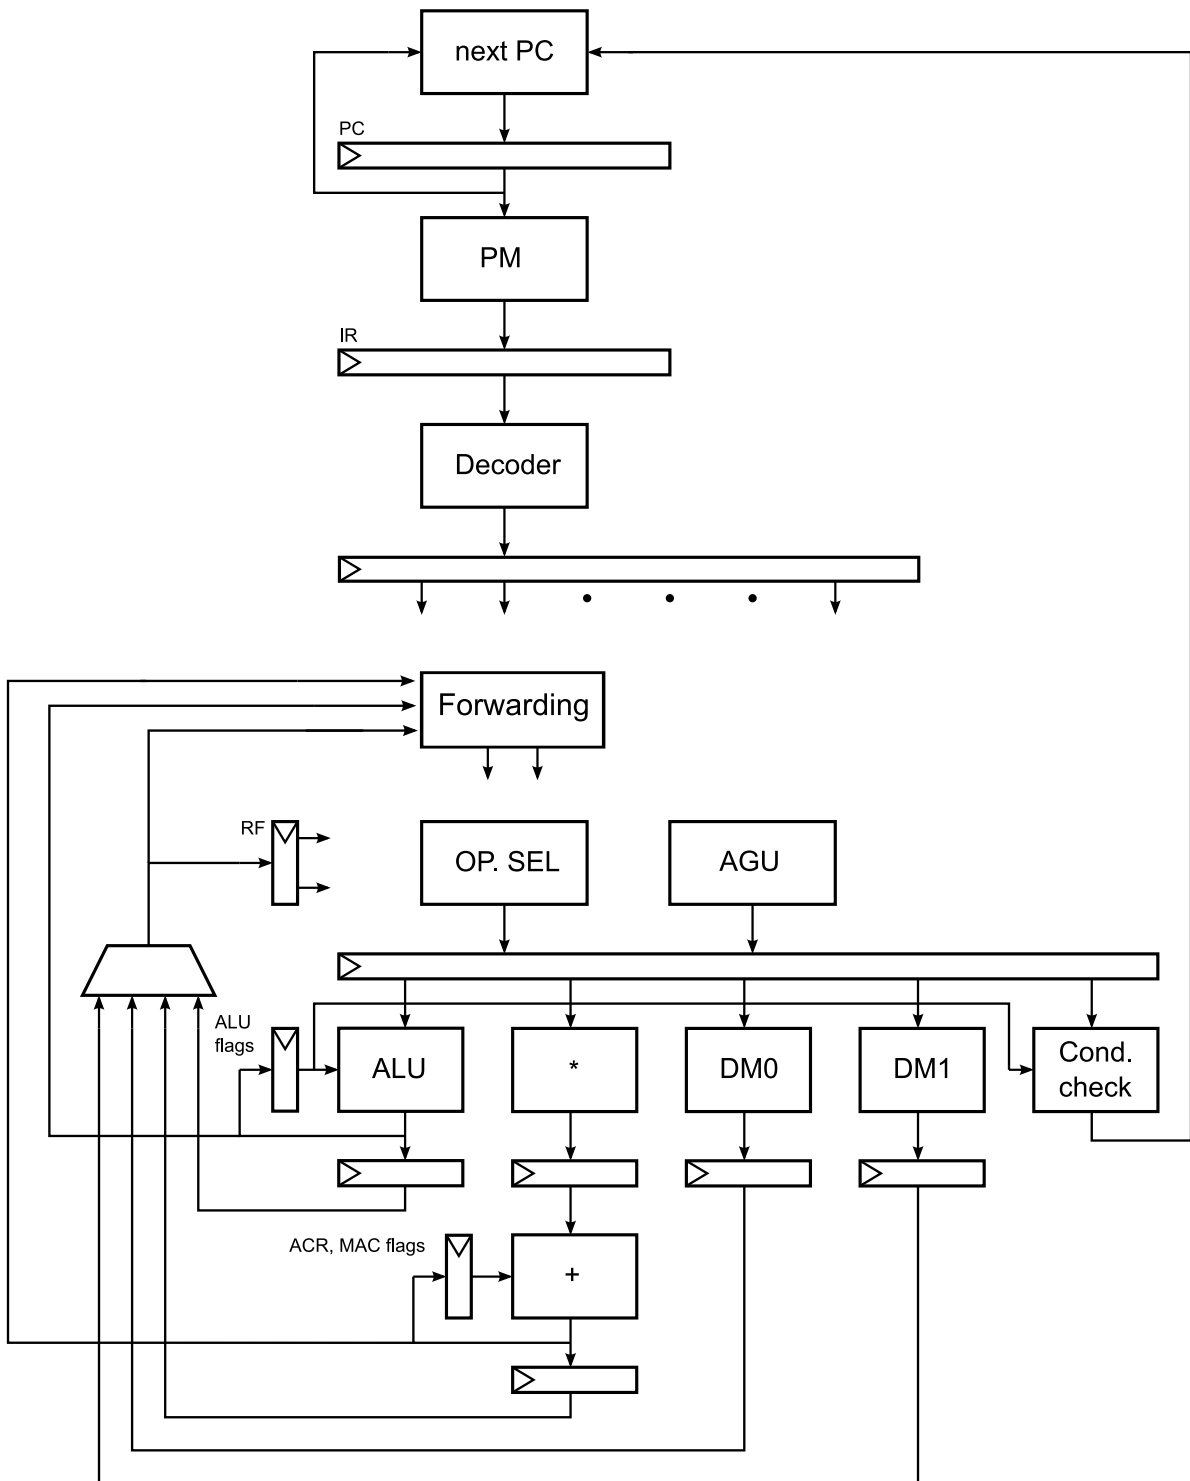 next PC
PC
PM
IR
Decoder
Forwarding
RF
OP. SEL
AGU
ALU
flags
ALU
*
DM0
DM1
Cond.
check
ACR, MAC flags
+